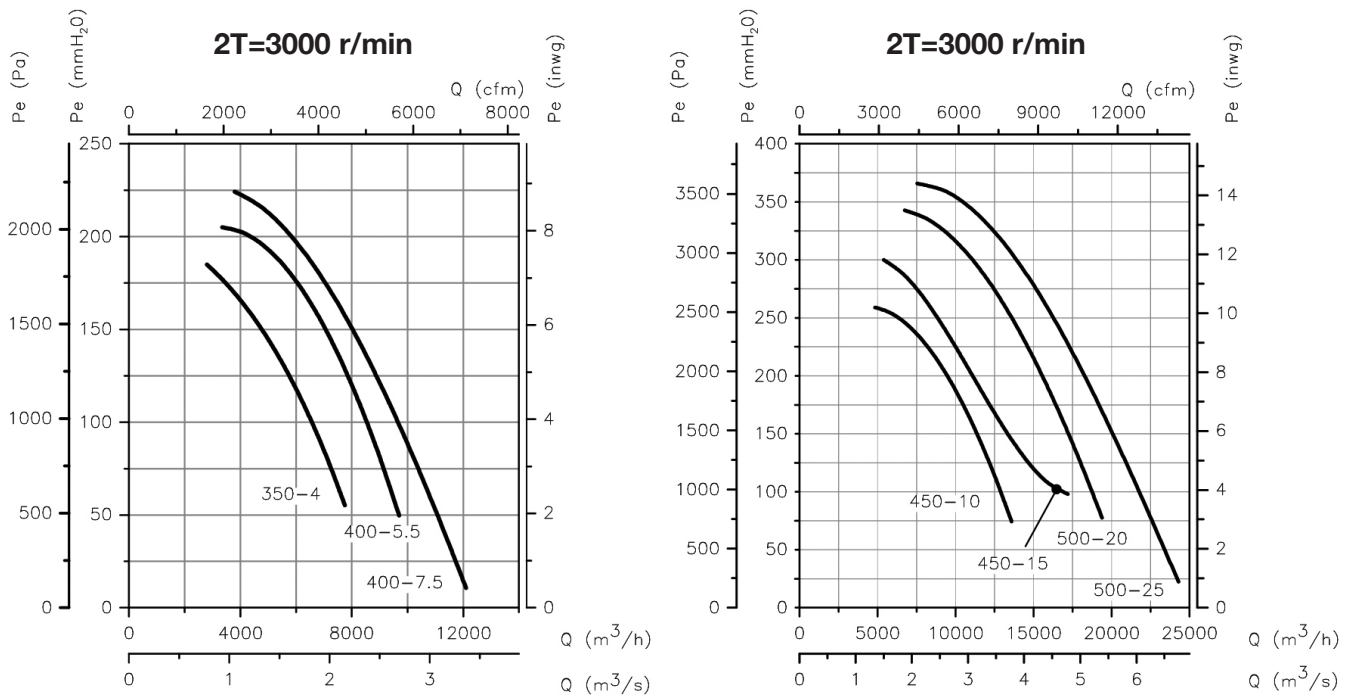 2T=3000 r/min
Pe (Pa)
Pe (mmH2O)
Q (cfm)
Pe (inwg)
0 2000 4000 6000 8000
250
200
150
100
50
0
2000
1500
1000
500
0
8
6
4
2
0
350-4
400-5.5
400-7.5
0 4000 8000 12000
Q (m³/h)
0 1 2 3
Q (m³/s)
2T=3000 r/min
Pe (Pa)
Pe (mmH2O)
Q (cfm)
Pe (inwg)
0 3000 6000 9000 12000
400
350
300
250
200
150
100
50
0
3500
3000
2500
2000
1500
1000
500
0
14
12
10
8
6
4
2
0
450-10
500-20
450-15
500-25
0 5000 10000 15000 20000 25000
Q (m³/h)
0 1 2 3 4 5 6
Q (m³/s)